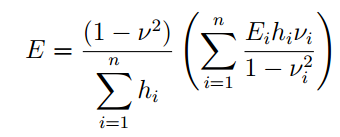 E = \frac{(1 - \nu^2)}{\sum_{i=1}^{n} h_i} \left( \sum_{i=1}^{n} \frac{E_i h_i \nu_i}{1 - \nu_i^2} \right)